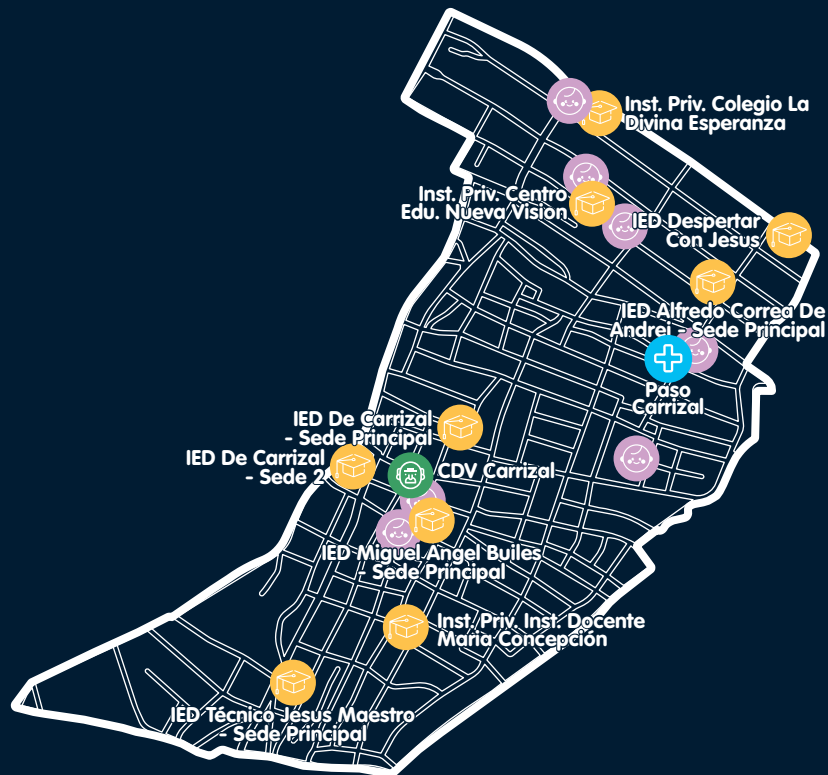 Inst. Priv. Colegio La
Divina Esperanza
Inst. Priv. Centro
Edu. Nueva Vision
IED Despertar
Con Jesus
IED Alfredo Correa De
Andrei - Sede Principal
Paso
Carrizal
IED De Carrizal
- Sede Principal
IED De Carrizal
- Sede 2
CDV Carrizal
IED Miguel Angel Builes
- Sede Principal
Inst. Priv. Inst. Docente
Maria Concepción
IED Técnico Jesus Maestro
- Sede Principal